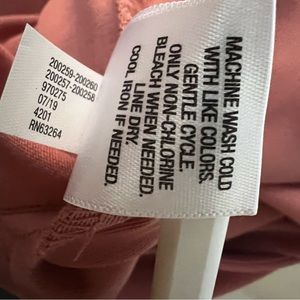 200259-200260
200257-200258
970275
07/19
4201
RN63264
MACHINE WASH COLD
WITH LIKE COLORS.
GENTLE CYCLE.
ONLY NON-CHLORINE
BLEACH WHEN NEEDED.
LINE DRY.
COOL IRON IF NEEDED.